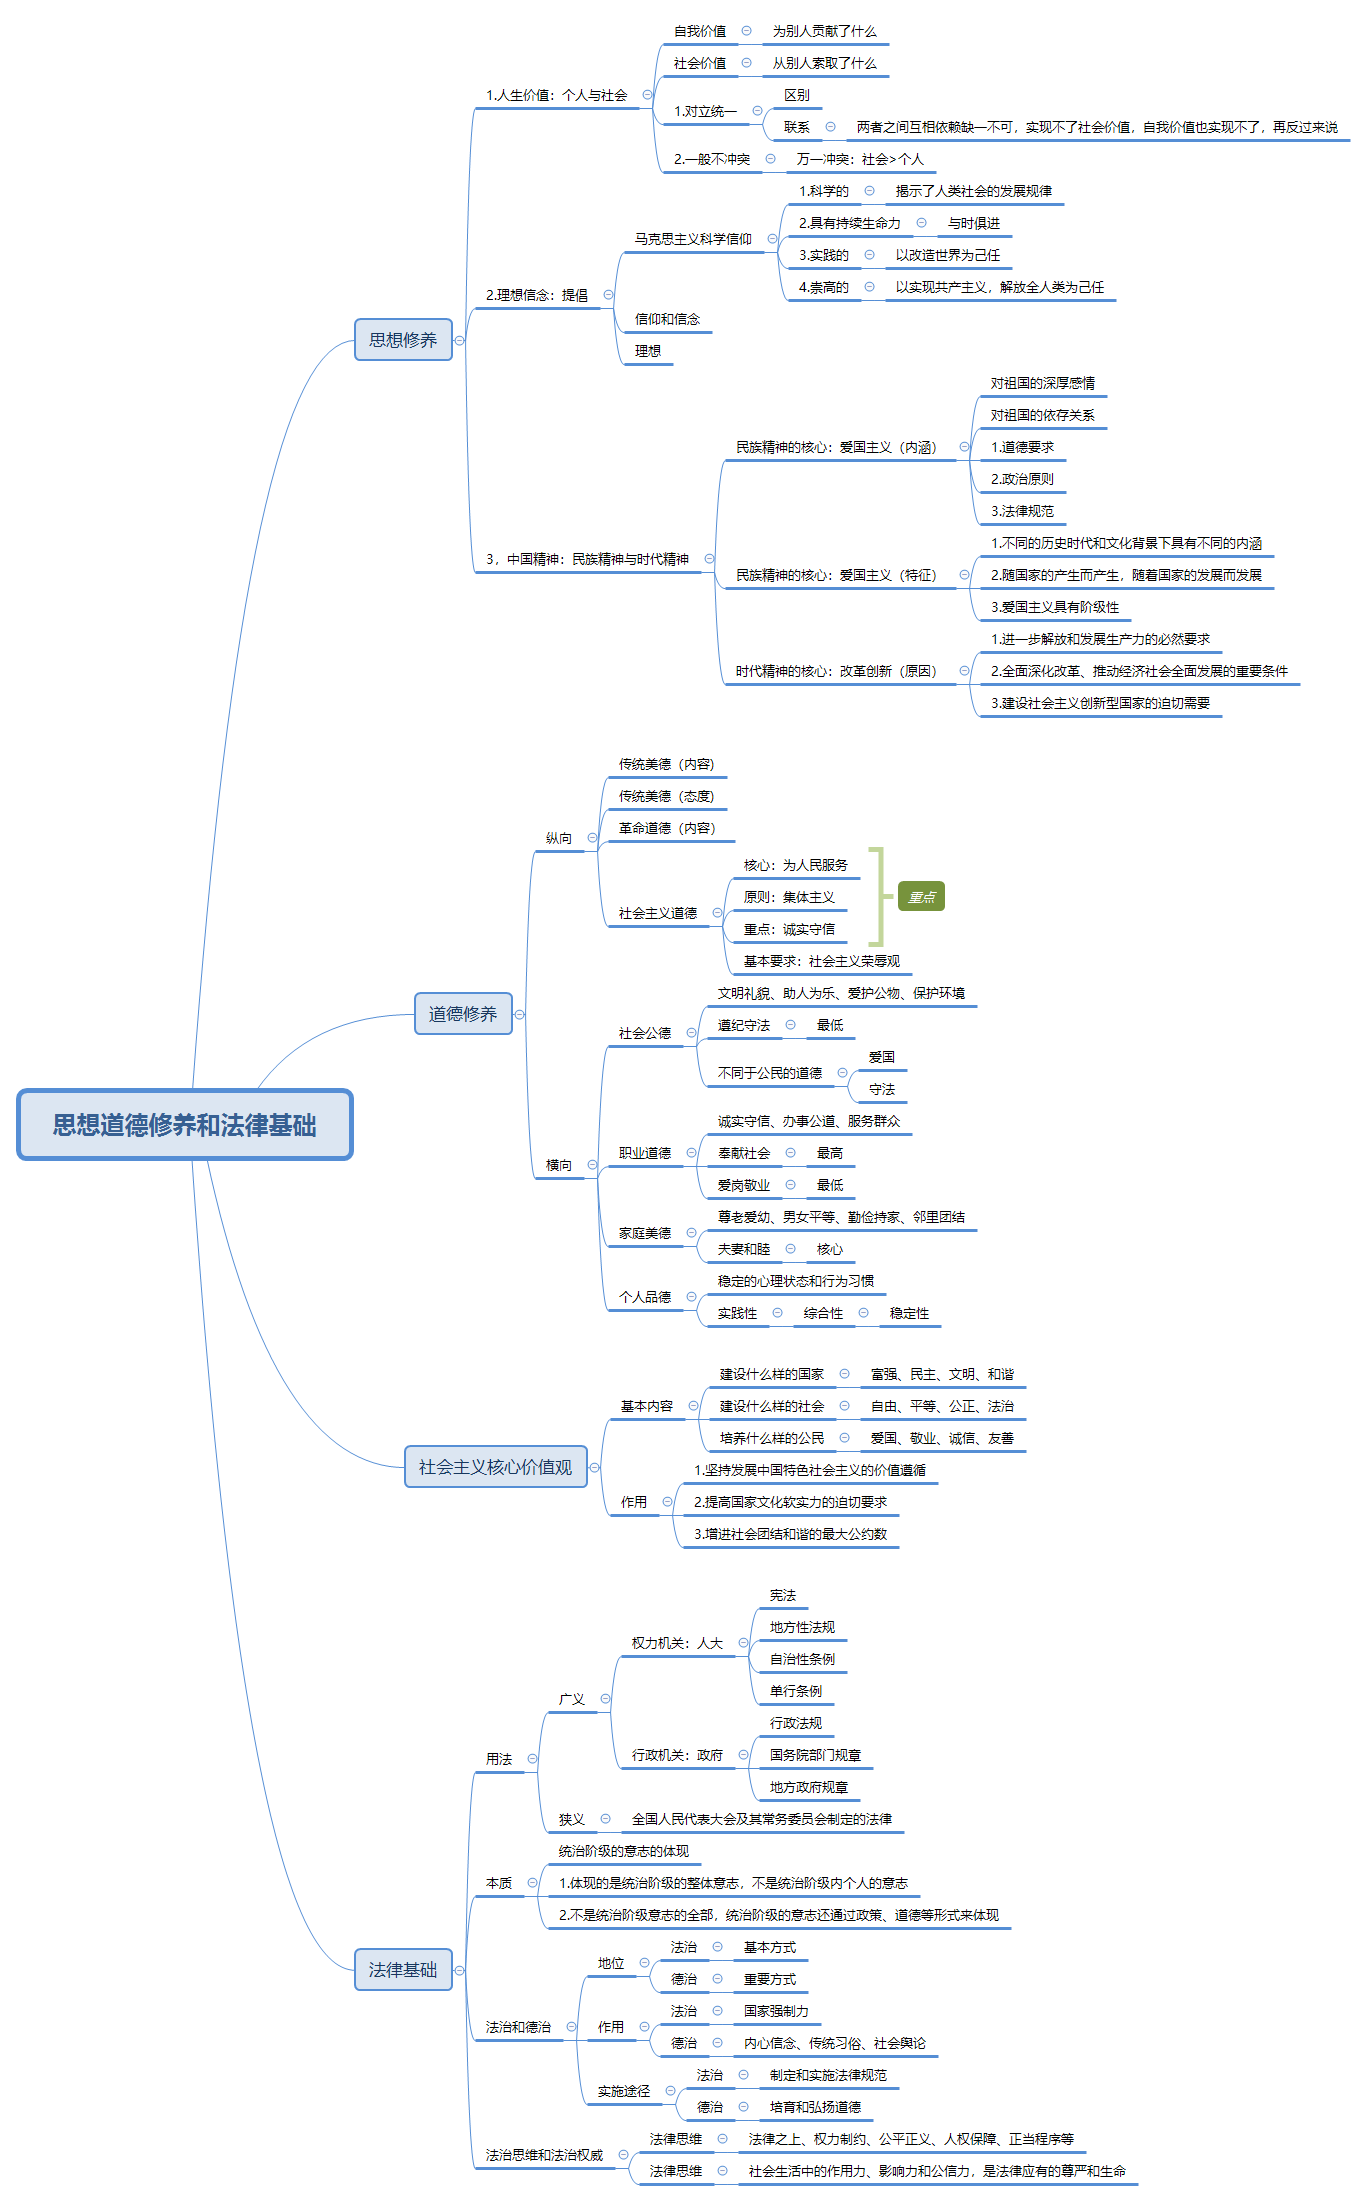 思想道德修养和法律基础
思想修养
1.人生价值：个人与社会
自我价值
为别人贡献了什么
社会价值
从别人索取了什么
1.对立统一
区别
联系
两者之间互相依赖缺一不可，实现不了社会价值，自我价值也实现不了，再反过来说
2.一般不冲突
万一冲突：社会>个人
2.理想信念：提倡
马克思主义科学信仰
1.科学的
揭示了人类社会的发展规律
2.具有持续生命力
与时俱进
3.实践的
以改造世界为己任
4.崇高的
以实现共产主义，解放全人类为己任
信仰和信念
理想
3，中国精神：民族精神与时代精神
民族精神的核心：爱国主义（内涵）
对祖国的深厚感情
对祖国的依存关系
1.道德要求
2.政治原则
3.法律规范
民族精神的核心：爱国主义（特征）
1.不同的历史时代和文化背景下具有不同的内涵
2.随国家的产生而产生，随着国家的发展而发展
3.爱国主义具有阶级性
时代精神的核心：改革创新（原因）
1.进一步解放和发展生产力的必然要求
2.全面深化改革、推动经济社会全面发展的重要条件
3.建设社会主义创新型国家的迫切需要
道德修养
纵向
传统美德（内容）
传统美德（态度)
革命道德（内容）
社会主义道德
核心：为人民服务
原则：集体主义
重点：诚实守信
重点
基本要求：社会主义荣辱观
横向
社会公德
文明礼貌、助人为乐、爱护公物、保护环境
遵纪守法
最低
不同于公民的道德
爱国
守法
职业道德
诚实守信、办事公道、服务群众
奉献社会
最高
爱岗敬业
最低
家庭美德
尊老爱幼、男女平等、勤俭持家、邻里团结
夫妻和睦
核心
个人品德
稳定的心理状态和行为习惯
实践性
综合性
稳定性
社会主义核心价值观
基本内容
建设什么样的国家
富强、民主、文明、和谐
建设什么样的社会
自由、平等、公正、法治
培养什么样的公民
爱国、敬业、诚信、友善
作用
1.坚持发展中国特色社会主义的价值遵循
2.提高国家文化软实力的迫切要求
3.增进社会团结和谐的最大公约数
法律基础
用法
广义
权力机关：人大
宪法
地方性法规
自治性条例
单行条例
行政机关：政府
行政法规
国务院部门规章
地方政府规章
狭义
全国人民代表大会及其常务委员会制定的法律
本质
统治阶级的意志的体现
1.体现的是统治阶级的整体意志，不是统治阶级内个人的意志
2.不是统治阶级意志的全部，统治阶级的意志还通过政策、道德等形式来体现
法治和德治
地位
法治
基本方式
德治
重要方式
作用
法治
国家强制力
德治
内心信念、传统习俗、社会舆论
实施途径
法治
制定和实施法律规范
德治
培育和弘扬道德
法治思维和法治权威
法律思维
法律之上、权力制约、公平正义、人权保障、正当程序等
法律思维
社会生活中的作用力、影响力和公信力，是法律应有的尊严和生命